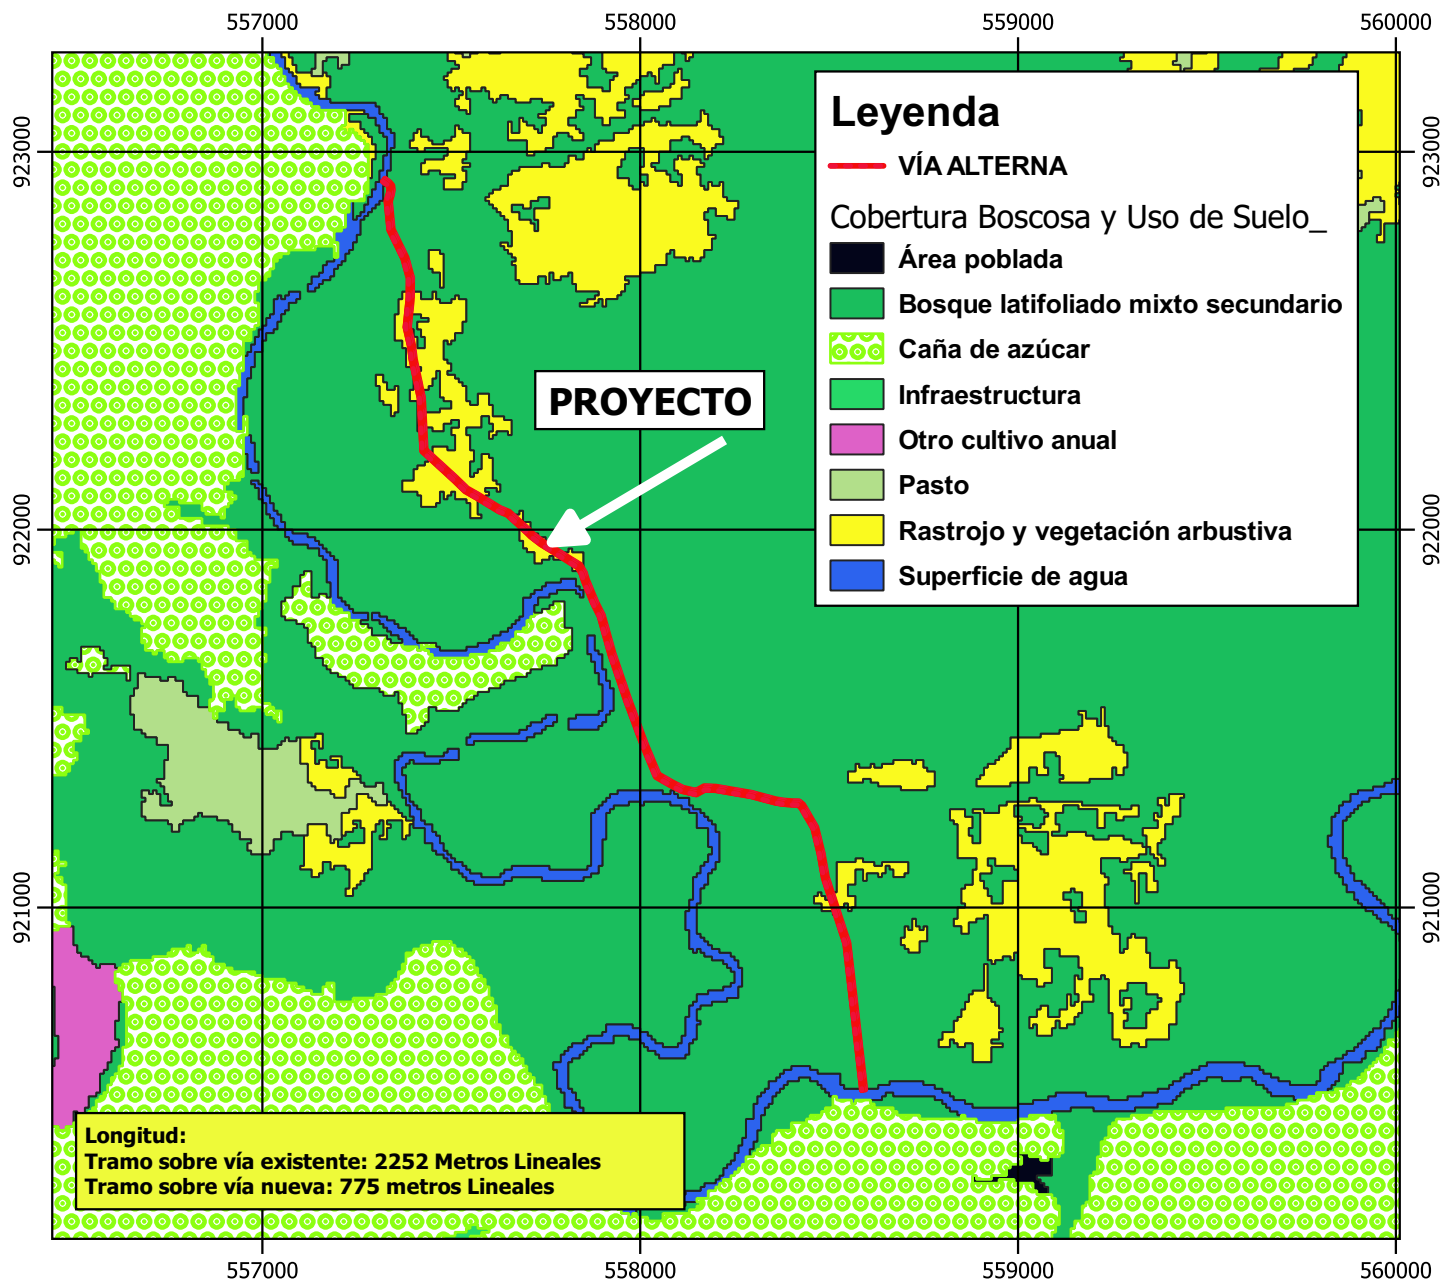 557000 558000 559000 560000
923000 923000
922000 922000
921000 921000
Leyenda
VÍA ALTERNA
Cobertura Boscosa y Uso de Suelo_
Área poblada
Bosque latifoliado mixto secundario
Caña de azúcar
Infraestructura
Otro cultivo anual
Pasto
Rastrojo y vegetación arbustiva
Superficie de agua
PROYECTO
Longitud:
Tramo sobre vía existente: 2252 Metros Lineales
Tramo sobre vía nueva: 775 metros Lineales
557000 558000 559000 560000